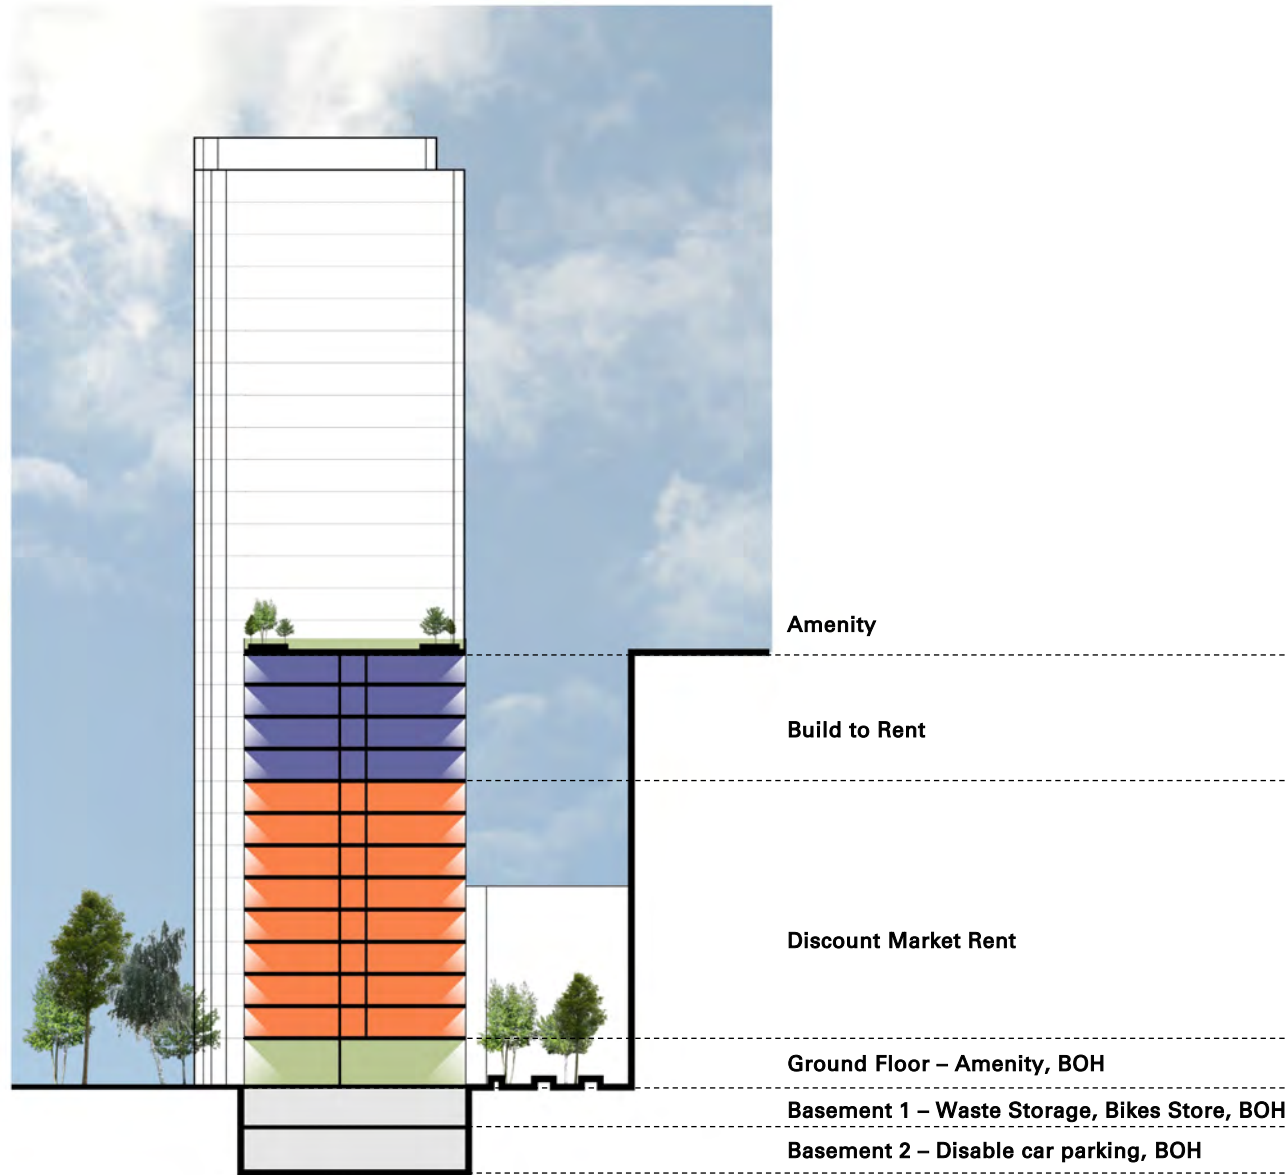 Amenity
Build to Rent
Discount Market Rent
Ground Floor – Amenity, BOH
Basement 1 – Waste Storage, Bikes Store, BOH
Basement 2 – Disable car parking, BOH